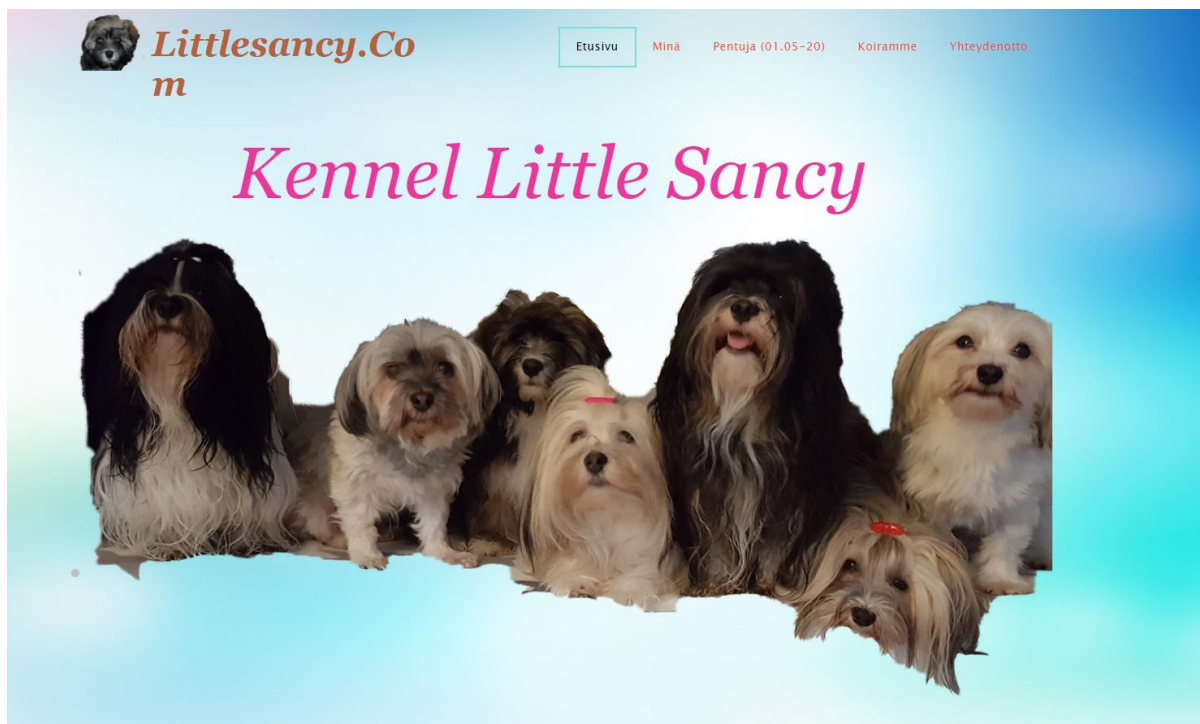 Littlesancy.Co
m
Etusivu Minä Pentuja (01.05-20) Koiramme Yhteydenotto
Kennel Little Sancy